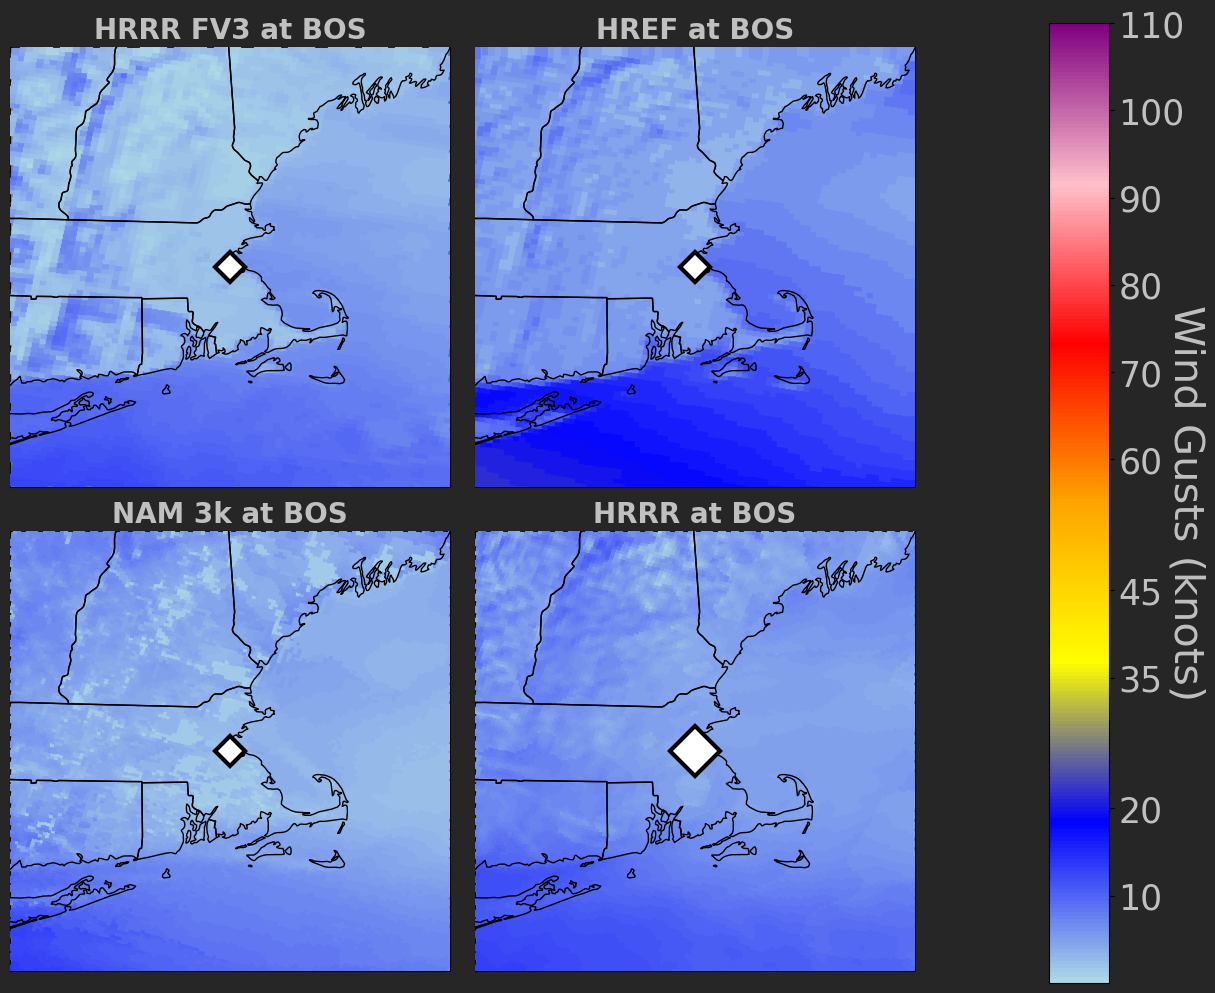 HRRR FV3 at BOS
HREF at BOS
NAM 3k at BOS
HRRR at BOS
110
100
90
80
70
60
45
35
20
10
Wind Gusts (knots)